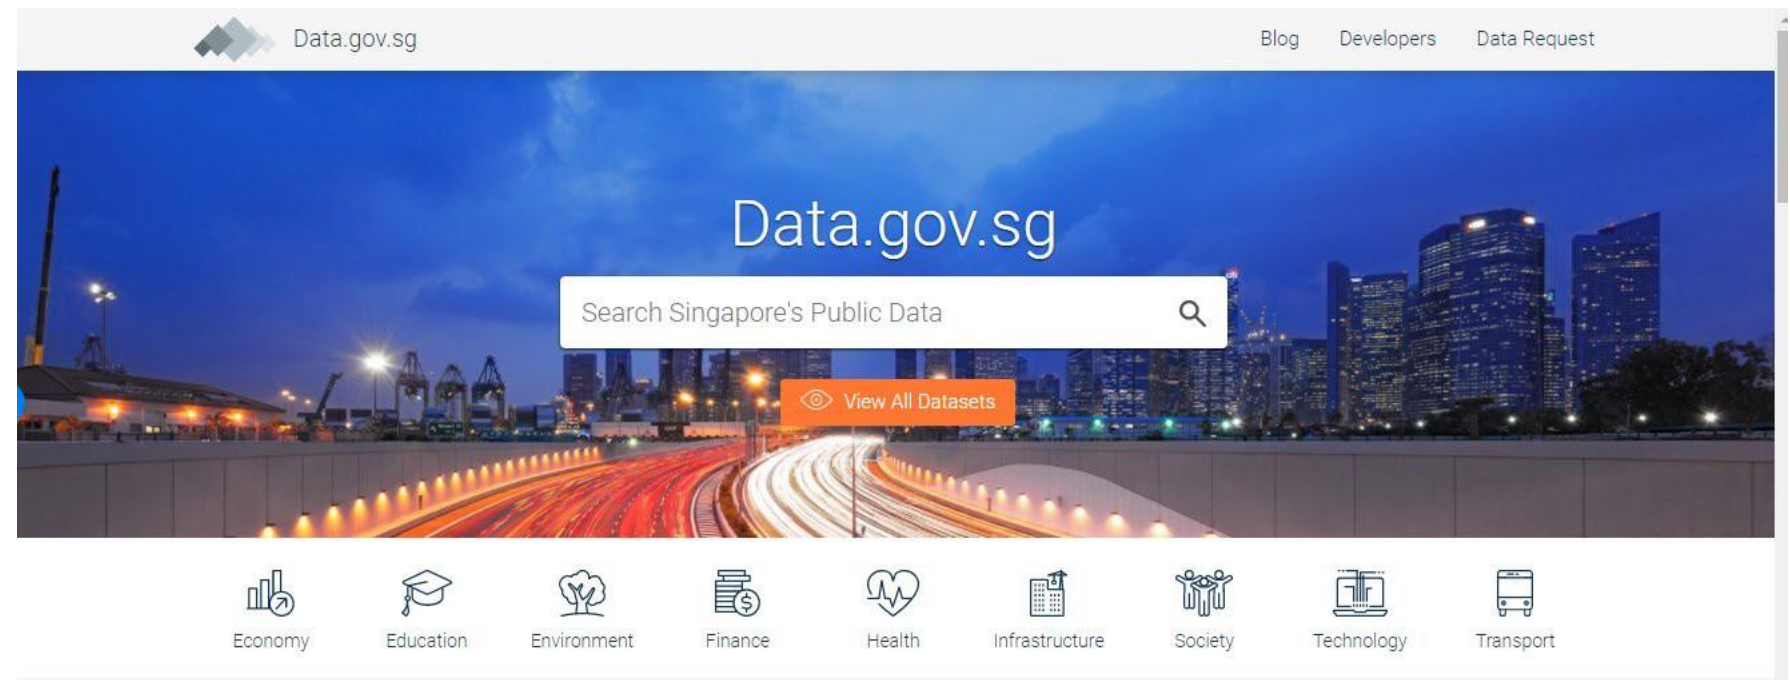 Data.gov.sg
Blog Developers Data Request
Data.gov.sg
Search Singapore's Public Data
View All Datasets
Economy Education Environment Finance Health Infrastructure Society Technology Transport